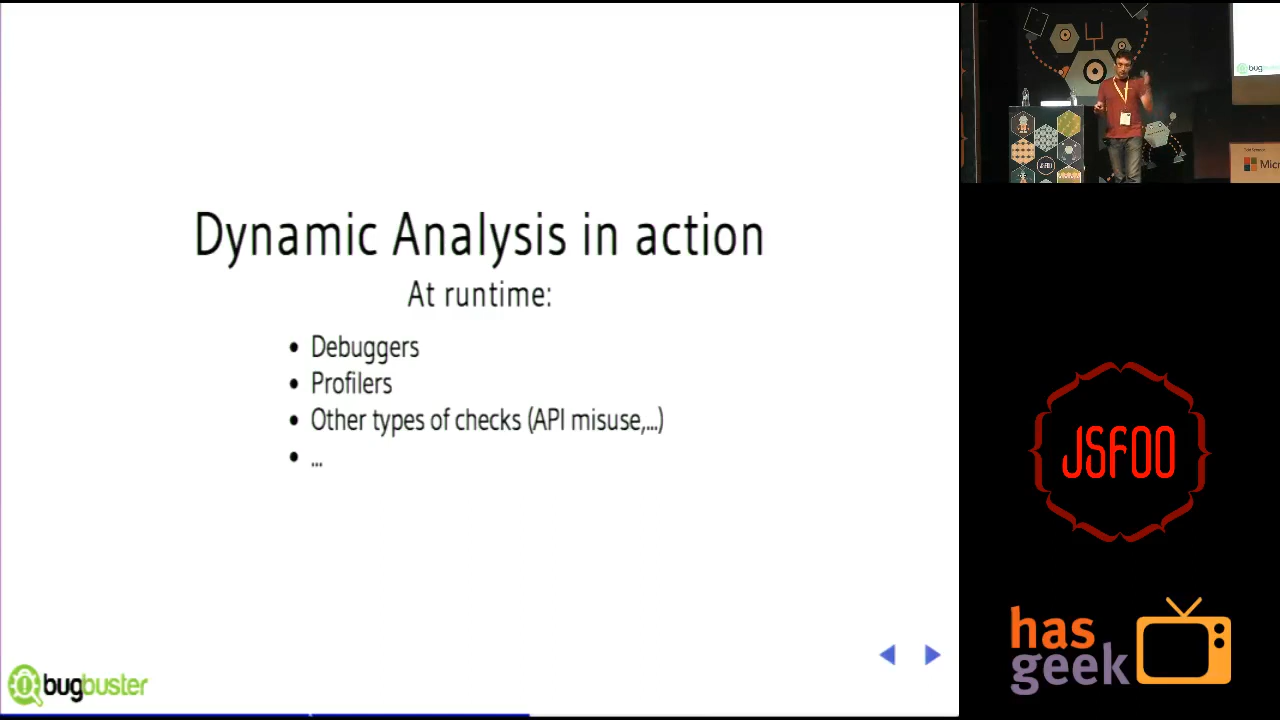 Dynamic Analysis in action
At runtime:
• Debuggers
• Profilers
• Other types of checks (API misuse,...)
• ...
bugbuster
JSFOO
has
geek